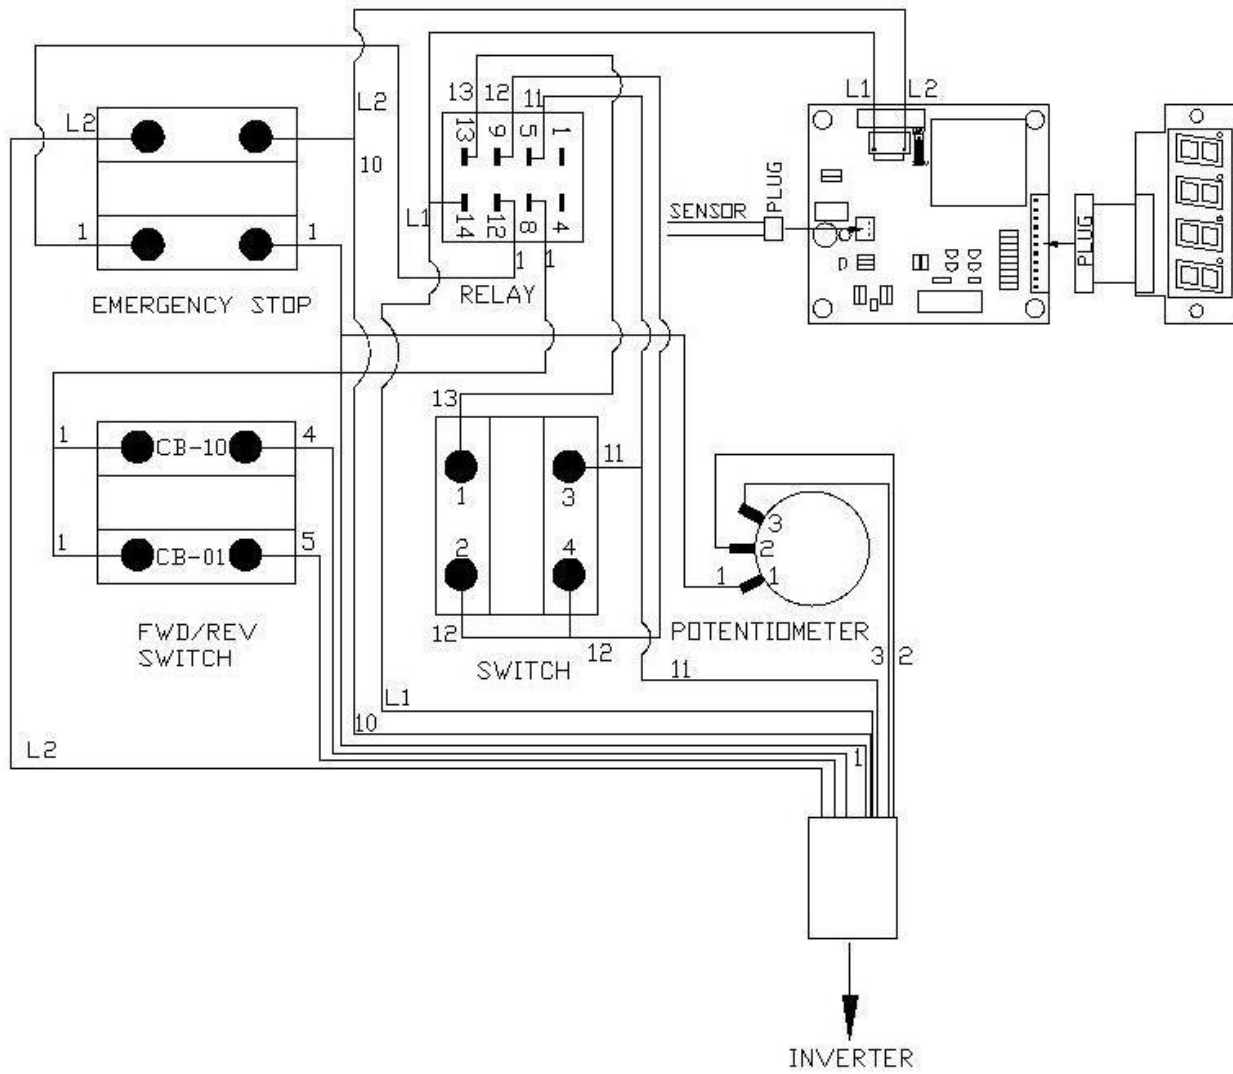 L2
10
L2
1
1
EMERGENCY STOP
13
12
11
13
9
5
1
L1
14
12
8
4
1
1
RELAY
L1
L2
SENSOR
PLUG
D
PLUG
1
CB-10
4
1
CB-01
5
FWD/REV
SWITCH
13
11
1
3
2
4
12
12
SWITCH
3
2
1
1
POTENTIOMETER
3
2
11
L1
10
L2
1
INVERTER